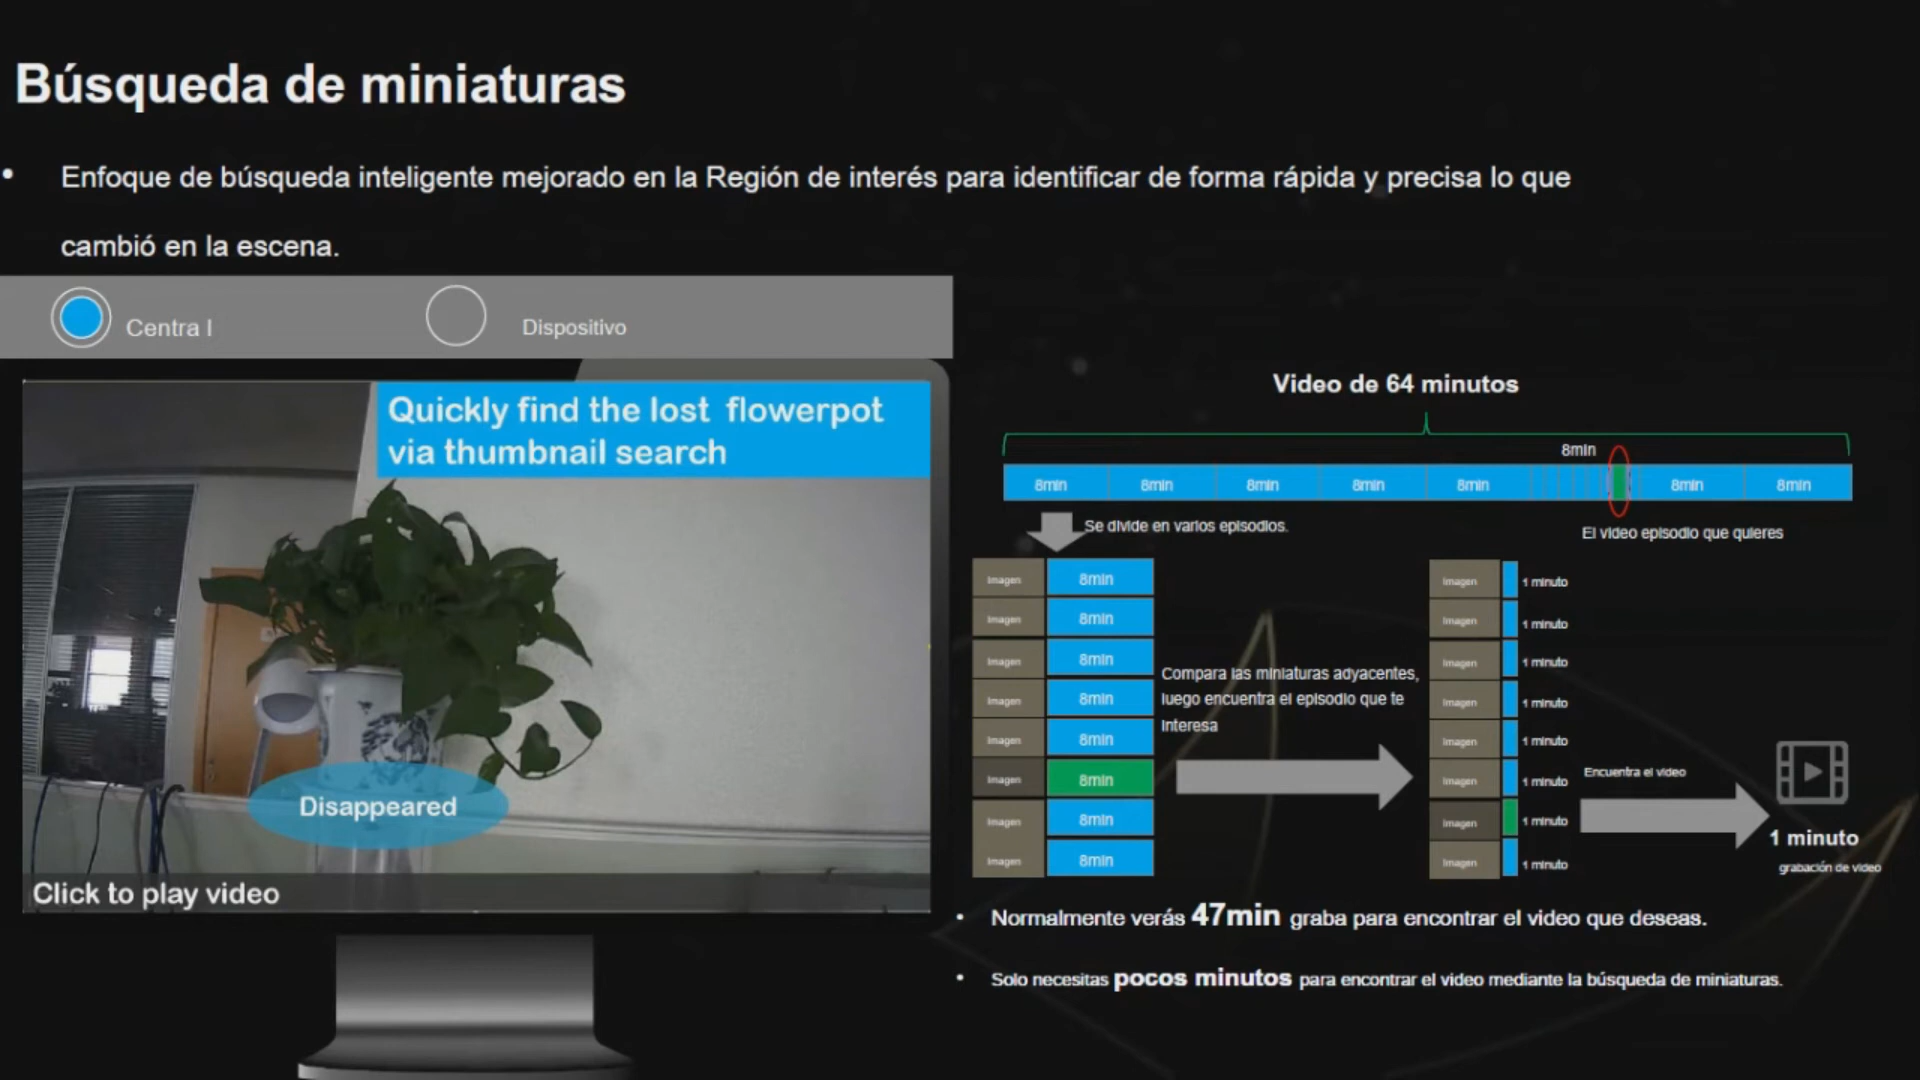 Búsqueda de miniaturas
• Enfoque de búsqueda inteligente mejorado en la Región de interés para identificar de forma rápida y precisa lo que
cambió en la escena.
Centra l
Dispositivo
Quickly find the lost flowerpot
via thumbnail search
Disappeared
Click to play video
Video de 64 minutos
8min
8min
8min
8min
8min
8min
8min
8min
Se divide en varios episodios.
El video episodio que quieres
Imagen 8min
Imagen 8min
Imagen 8min
Imagen 8min
Imagen 8min
Imagen 8min
Imagen 8min
Imagen 8min
Compara las miniaturas adyacentes,
luego encuentra el episodio que te
interesa
Imagen 1 minuto
Imagen 1 minuto
Imagen 1 minuto
Imagen 1 minuto
Imagen 1 minuto
Imagen 1 minuto
Imagen 1 minuto
Imagen 1 minuto
Encuentra el video
1 minuto
grabación de video
• Normalmente verás 47min graba para encontrar el video que deseas.
• Solo necesitas pocos minutos para encontrar el video mediante la búsqueda de miniaturas.